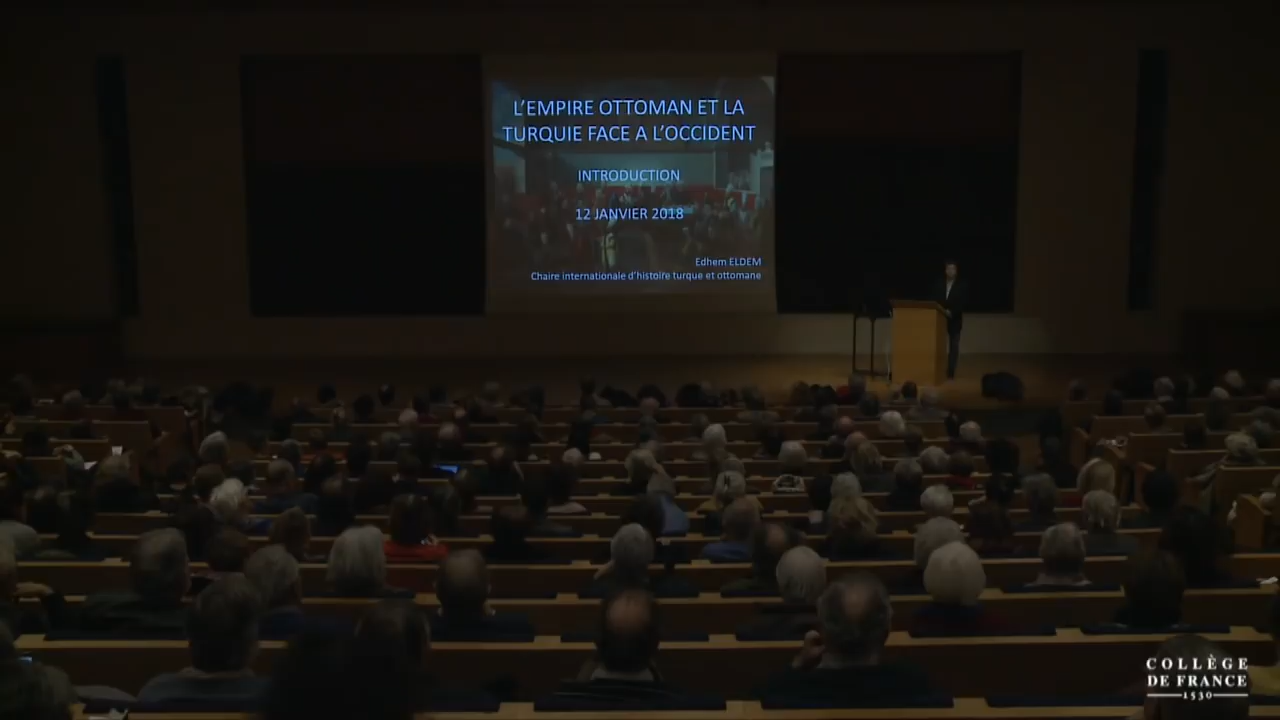 L'EMPIRE OTTOMAN ET LA
TURQUIE FACE A L'OCCIDENT
INTRODUCTION
12 JANVIER 2018
Edhem ELDEM
Chaire internationale d'histoire turque et ottomane
COLLÈGE
DE FRANCE
1530